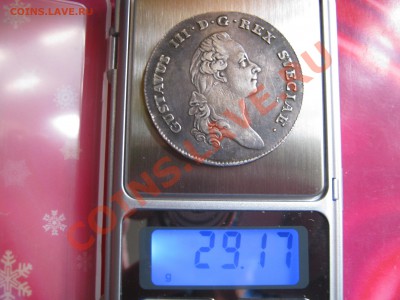 COINS.LAVE.RU
GUSTAVUS III·D·G·REX SVECIAE·
COINS.LAVE.RU
29.17
g